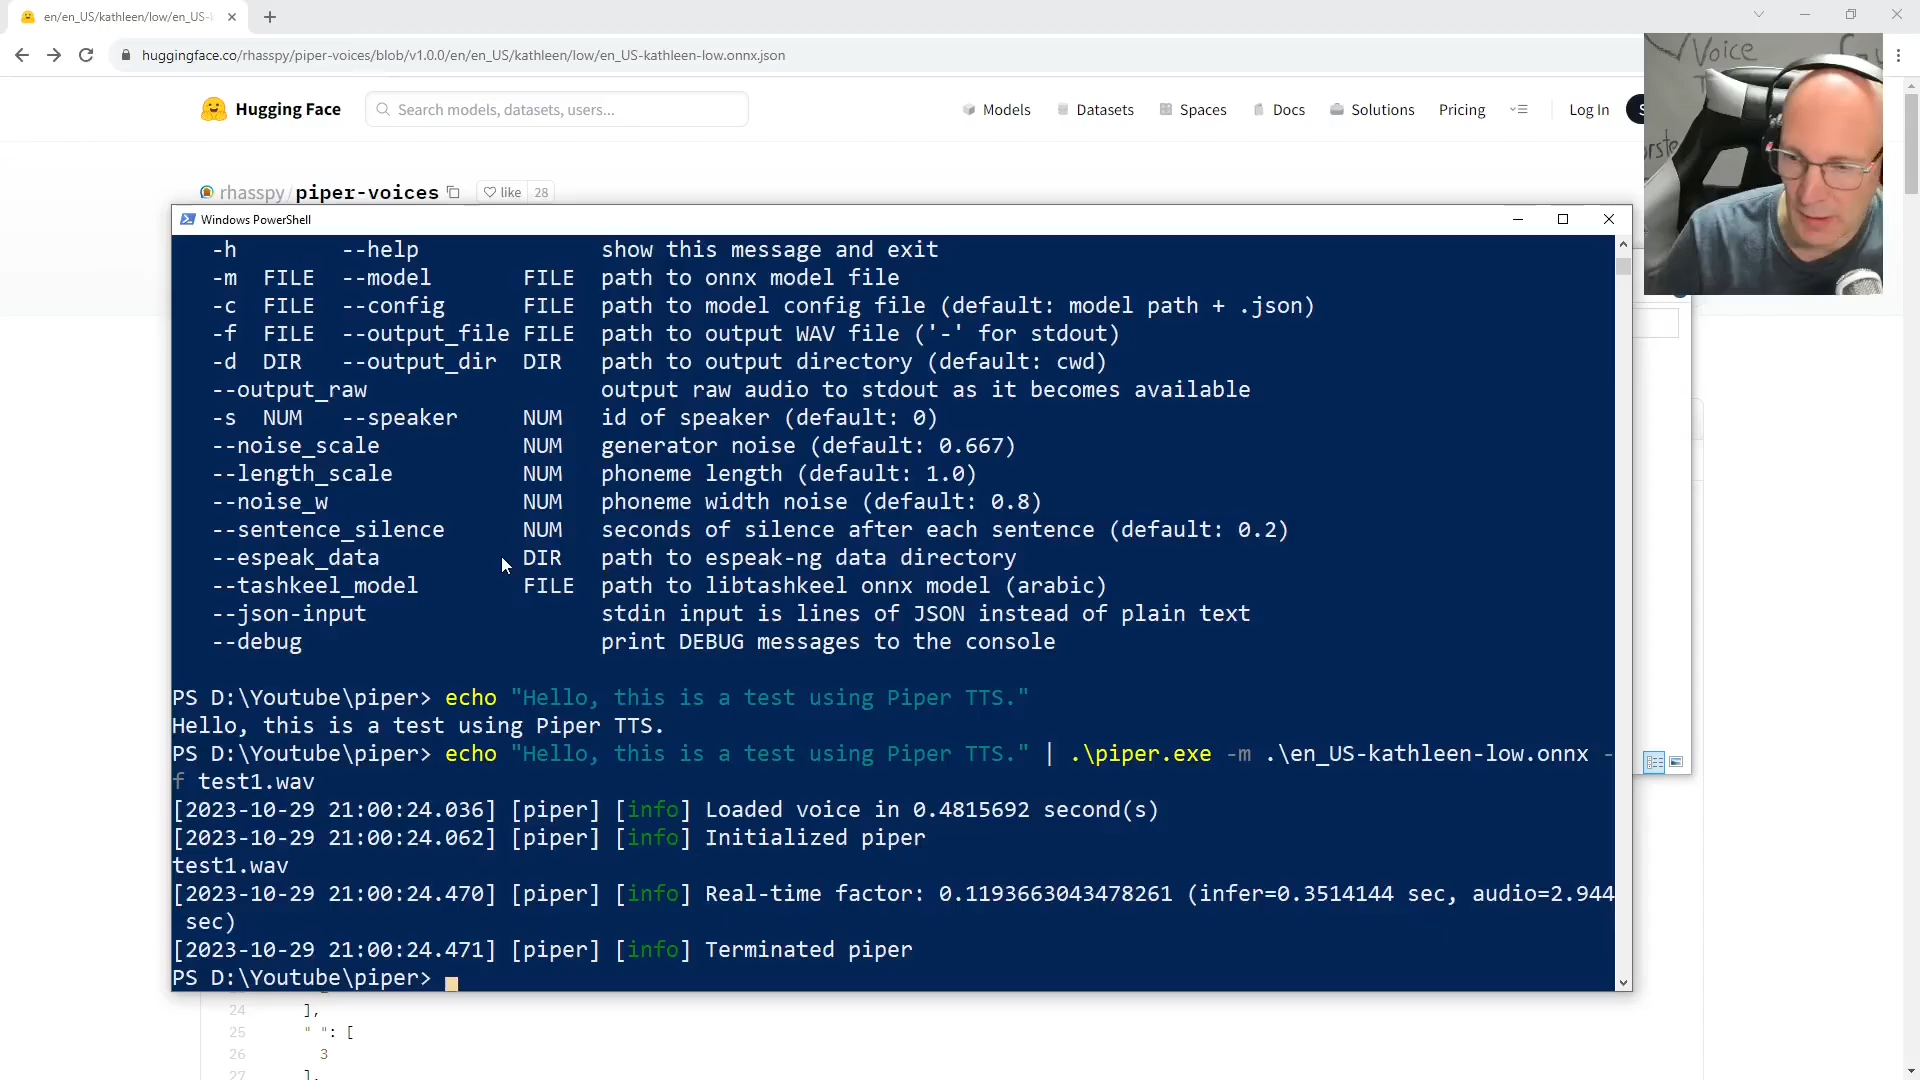 en/en_US/kathleen/low/en_US-
huggingface.co/rhasspy/piper-voices/blob/v1.0.0/en/en_US/kathleen/low/en_US-kathleen-low.onnx.json
Voice
Hugging Face
Search models, datasets, users...
Models
Datasets
Spaces
Docs
Solutions
Pricing
Log In
rhasspy/piper-voices
like 28
Windows PowerShell
-h --help show this message and exit
-m FILE --model FILE path to onnx model file
-c FILE --config FILE path to model config file (default: model path + .json)
-f FILE --output_file FILE path to output WAV file ('-' for stdout)
-d DIR --output_dir DIR path to output directory (default: cwd)
--output_raw output raw audio to stdout as it becomes available
-s NUM --speaker NUM id of speaker (default: 0)
--noise_scale NUM generator noise (default: 0.667)
--length_scale NUM phoneme length (default: 1.0)
--noise_w NUM phoneme width noise (default: 0.8)
--sentence_silence NUM seconds of silence after each sentence (default: 0.2)
--espeak_data DIR path to espeak-ng data directory
--tashkeel_model FILE path to libtashkeel onnx model (arabic)
--json-input stdin input is lines of JSON instead of plain text
--debug print DEBUG messages to the console
PS D:\Youtube\piper> echo "Hello, this is a test using Piper TTS."
Hello, this is a test using Piper TTS.
PS D:\Youtube\piper> echo "Hello, this is a test using Piper TTS." | .\piper.exe -m .\en_US-kathleen-low.onnx -
f test1.wav
[2023-10-29 21:00:24.036] [piper] [info] Loaded voice in 0.4815692 second(s)
[2023-10-29 21:00:24.062] [piper] [info] Initialized piper
test1.wav
[2023-10-29 21:00:24.470] [piper] [info] Real-time factor: 0.1193663043478261 (infer=0.3514144 sec, audio=2.944
sec)
[2023-10-29 21:00:24.471] [piper] [info] Terminated piper
PS D:\Youtube\piper>
24 ],
25 " ": [
26 3
27 ],